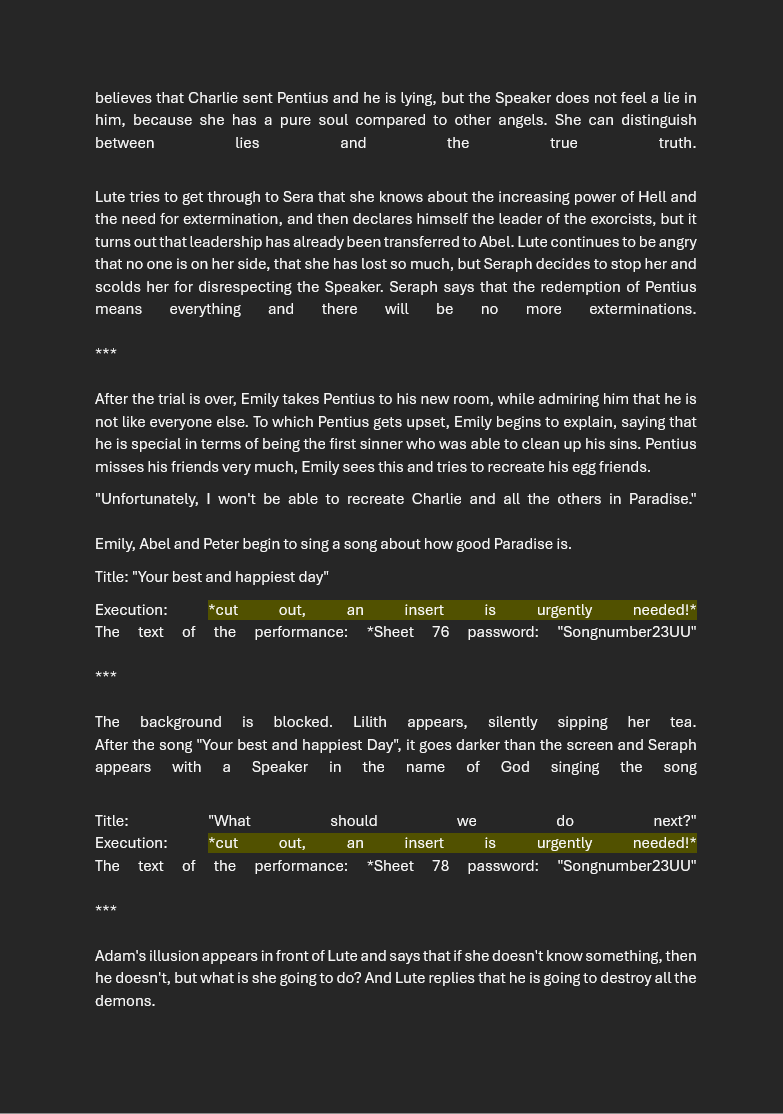 believes that Charlie sent Pentius and he is lying, but the Speaker does not feel a lie in
him, because she has a pure soul compared to other angels. She can distinguish
between lies and the true truth.
Lute tries to get through to Sera that she knows about the increasing power of Hell and
the need for extermination, and then declares himself the leader of the exorcists, but it
turns out that leadership has already been transferred to Abel. Lute continues to be angry
that no one is on her side, that she has lost so much, but Seraph decides to stop her and
scolds her for disrespecting the Speaker. Seraph says that the redemption of Pentius
means everything and there will be no more exterminations.
***
After the trial is over, Emily takes Pentius to his new room, while admiring him that he is
not like everyone else. To which Pentius gets upset, Emily begins to explain, saying that
he is special in terms of being the first sinner who was able to clean up his sins. Pentius
misses his friends very much, Emily sees this and tries to recreate his egg friends.
"Unfortunately, I won't be able to recreate Charlie and all the others in Paradise."
Emily, Abel and Peter begin to sing a song about how good Paradise is.
Title: "Your best and happiest day"
Execution: *cut out, an insert is urgently needed!*
The text of the performance: *Sheet 76 password: "Songnumber23UU"
***
The background is blocked. Lilith appears, silently sipping her tea.
After the song "Your best and happiest Day", it goes darker than the screen and Seraph
appears with a Speaker in the name of God singing the song
Title: "What should we do next?"
Execution: *cut out, an insert is urgently needed!*
The text of the performance: *Sheet 78 password: "Songnumber23UU"
***
Adam's illusion appears in front of Lute and says that if she doesn't know something, then
he doesn't, but what is she going to do? And Lute replies that he is going to destroy all the
demons.